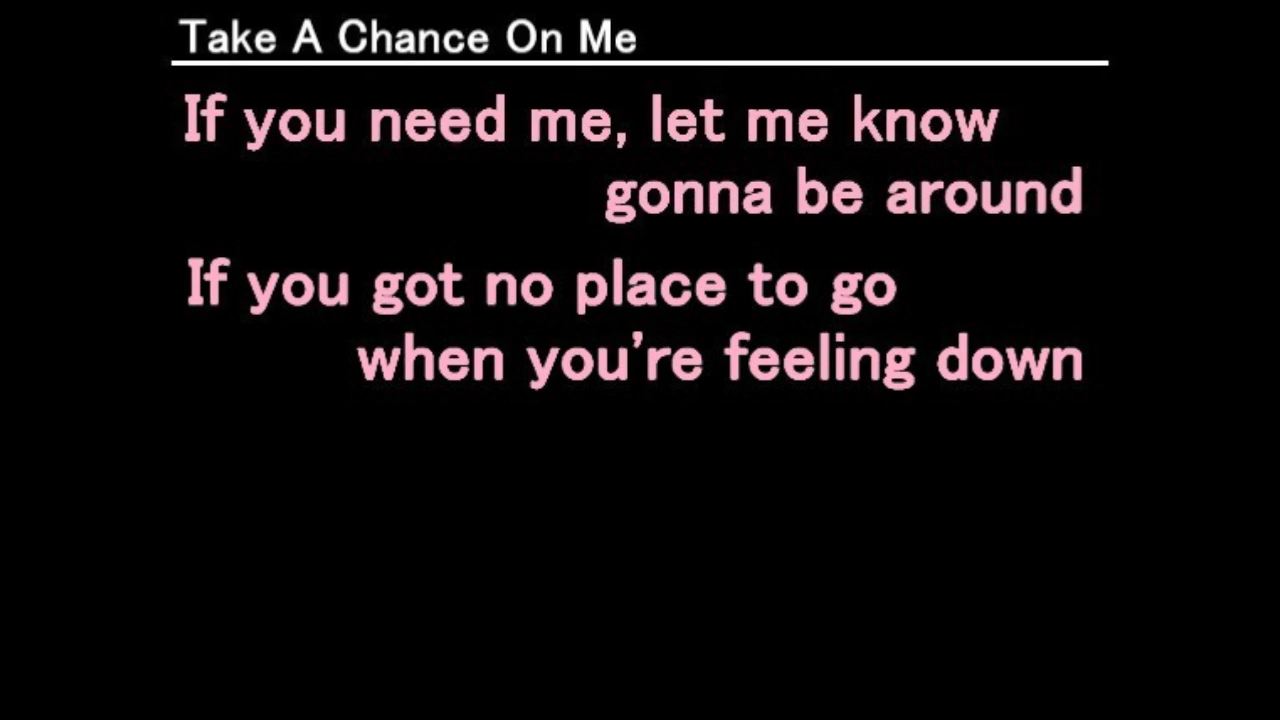 Take A Chance On Me
If you need me, let me know
gonna be around
If you got no place to go
when you're feeling down